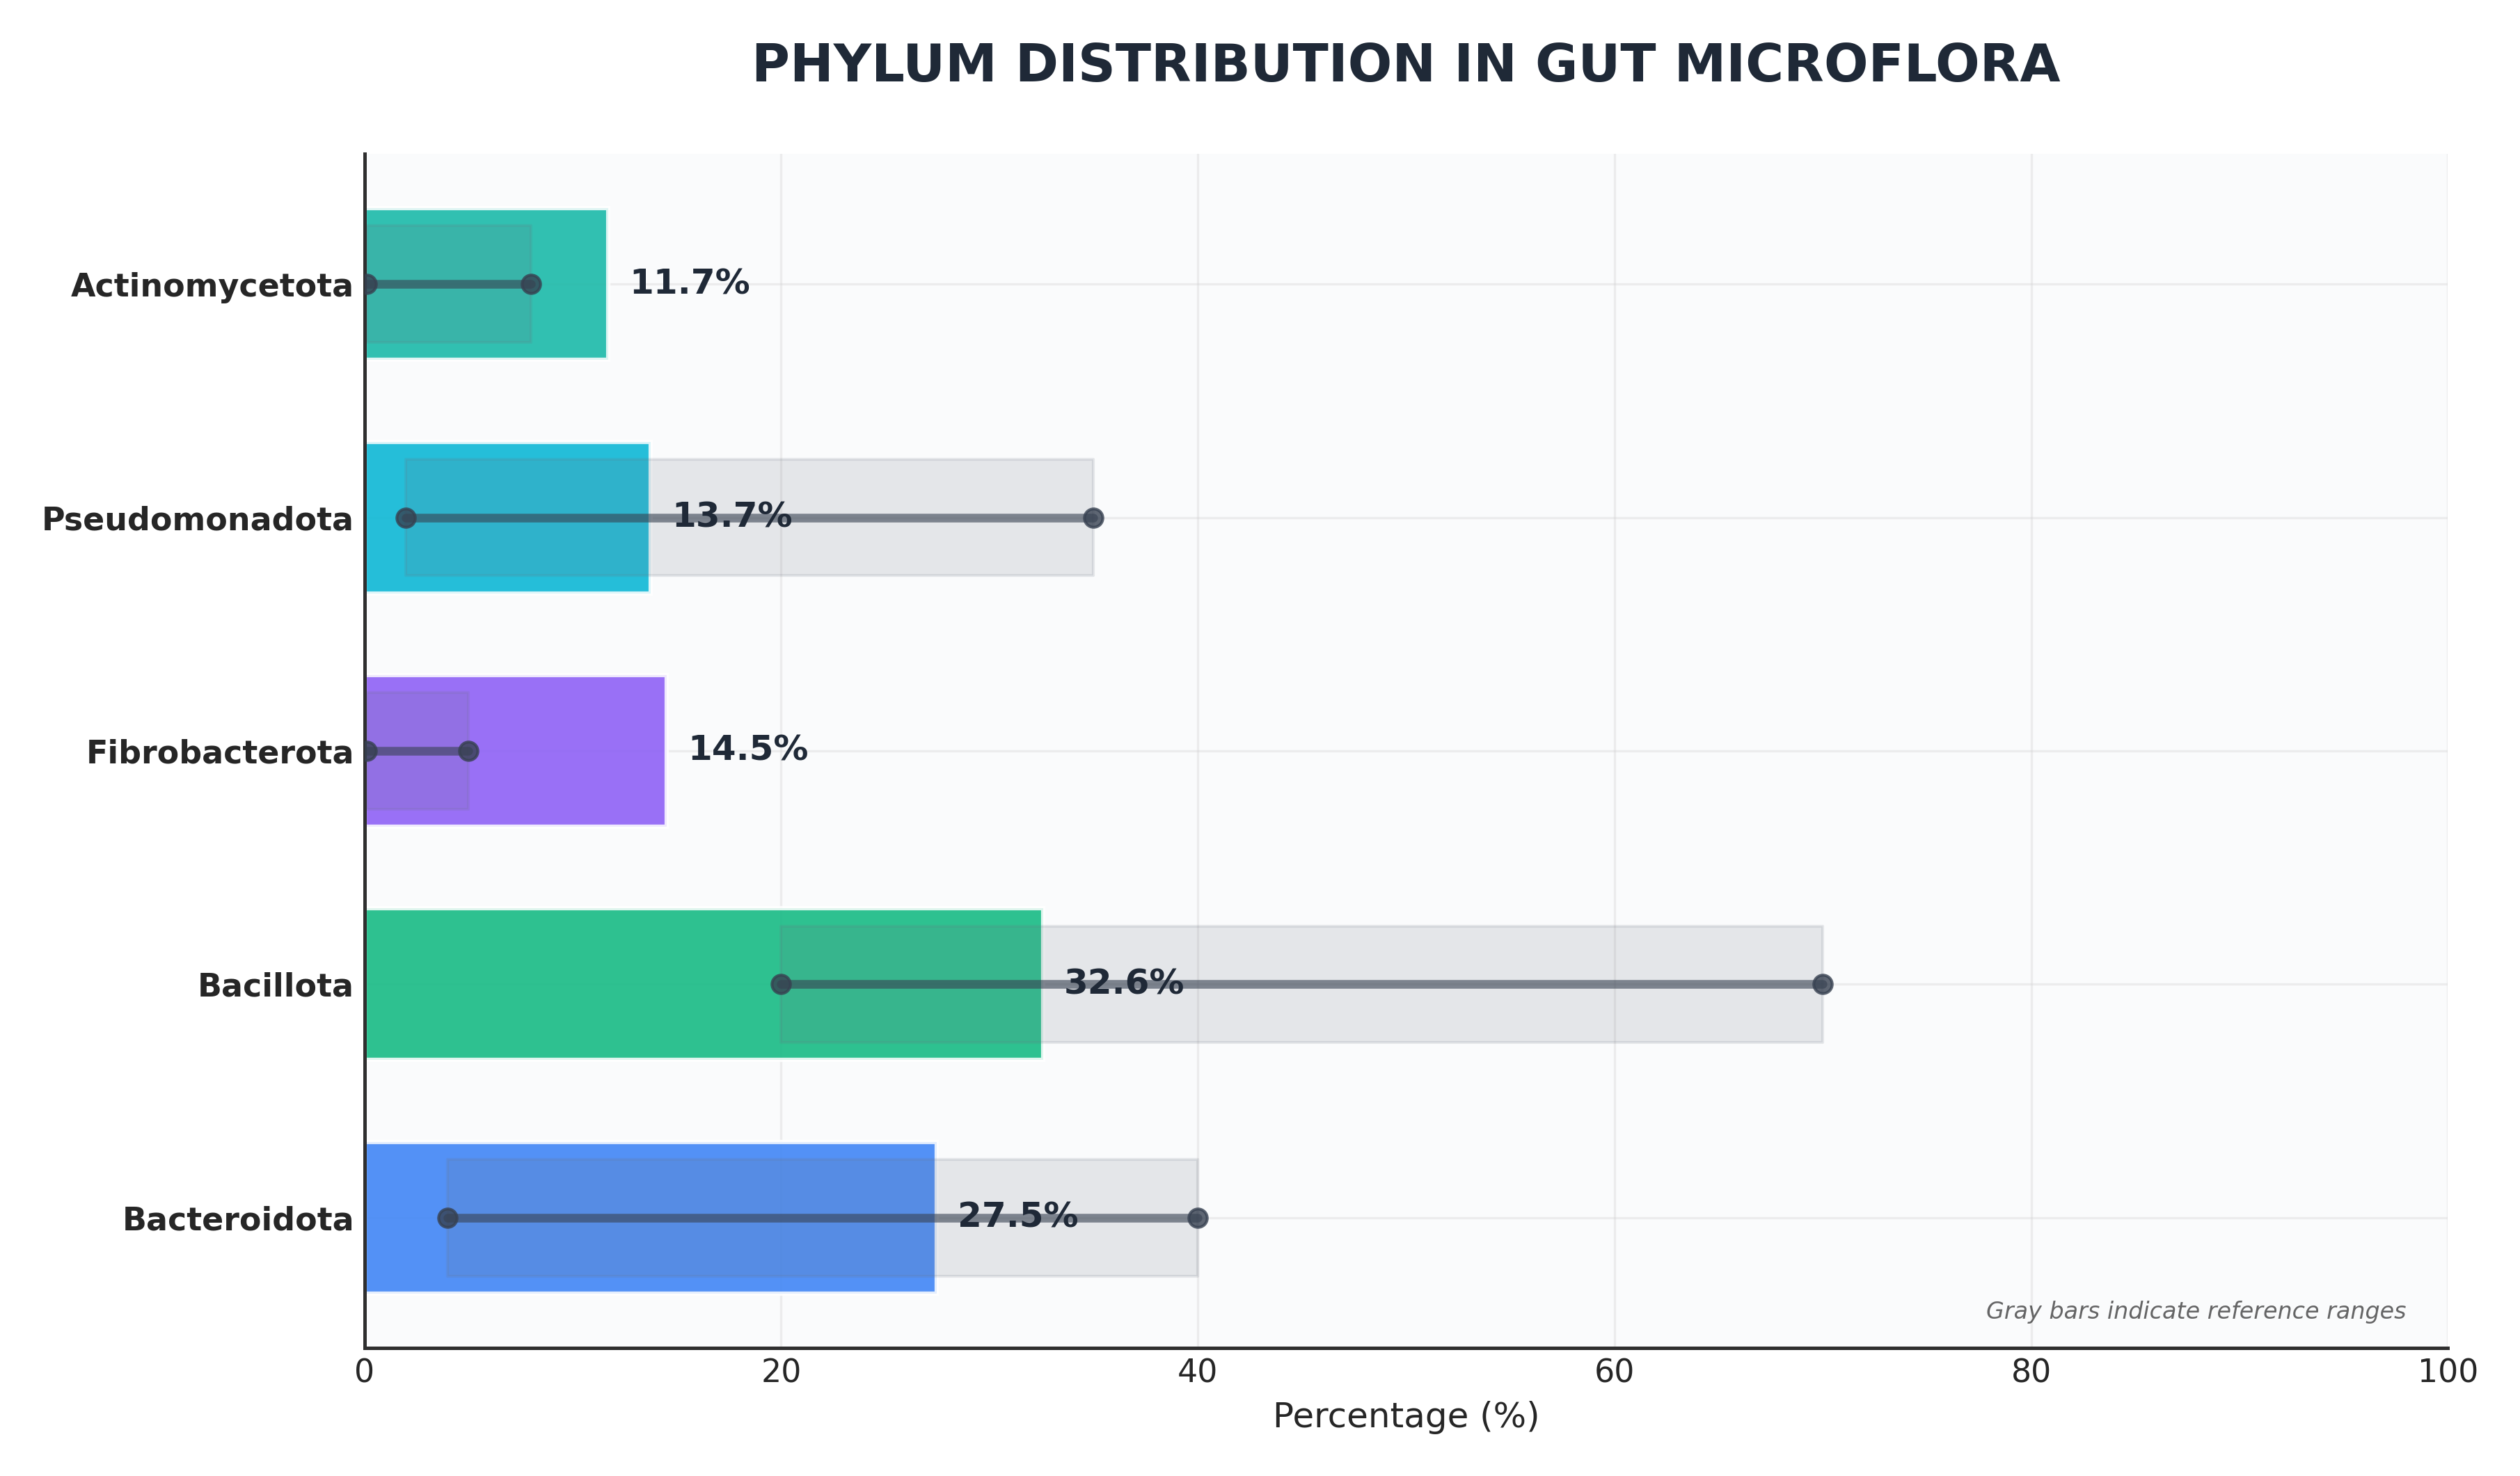 PHYLUM DISTRIBUTION IN GUT MICROFLORA
Actinomycetota
11.7%
Pseudomonadota
13.7%
Fibrobacterota
14.5%
Bacillota
32.6%
Bacteroidota
27.5%
Gray bars indicate reference ranges
0 20 40 60 80 100
Percentage (%)